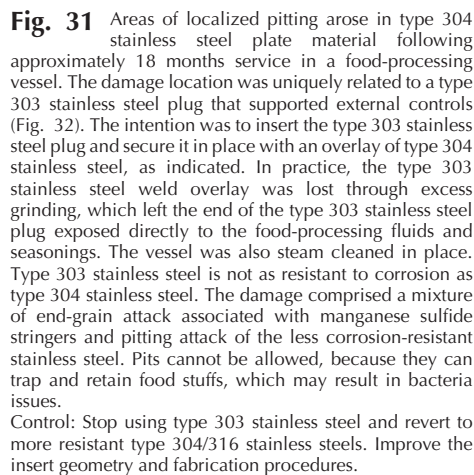 Fig. 31 Areas of localized pitting arose in type 304
stainless steel plate material following
approximately 18 months service in a food-processing
vessel. The damage location was uniquely related to a type
303 stainless steel plug that supported external controls
(Fig. 32). The intention was to insert the type 303 stainless
steel plug and secure it in place with an overlay of type 304
stainless steel, as indicated. In practice, the type 303
stainless steel weld overlay was lost through excess
grinding, which left the end of the type 303 stainless steel
plug exposed directly to the food-processing fluids and
seasonings. The vessel was also steam cleaned in place.
Type 303 stainless steel is not as resistant to corrosion as
type 304 stainless steel. The damage comprised a mixture
of end-grain attack associated with manganese sulfide
stringers and pitting attack of the less corrosion-resistant
stainless steel. Pits cannot be allowed, because they can
trap and retain food stuffs, which may result in bacteria
issues.
Control: Stop using type 303 stainless steel and revert to
more resistant type 304/316 stainless steels. Improve the
insert geometry and fabrication procedures.